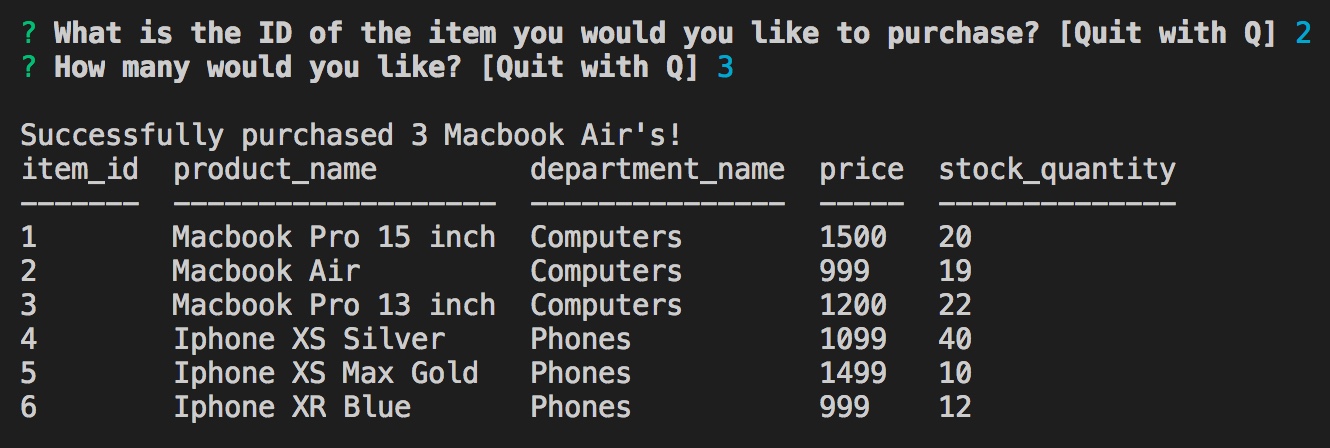 ? What is the ID of the item you would you like to purchase? [Quit with Q] 2
? How many would you like? [Quit with Q] 3
Successfully purchased 3 Macbook Air's!
item_id  product_name         department_name  price  stock_quantity
-------  -------------------  ---------------  -----  --------------
1        Macbook Pro 15 inch  Computers        1500   20
2        Macbook Air          Computers        999    19
3        Macbook Pro 13 inch  Computers        1200   22
4        Iphone XS Silver     Phones           1099   40
5        Iphone XS Max Gold   Phones           1499   10
6        Iphone XR Blue       Phones           999    12